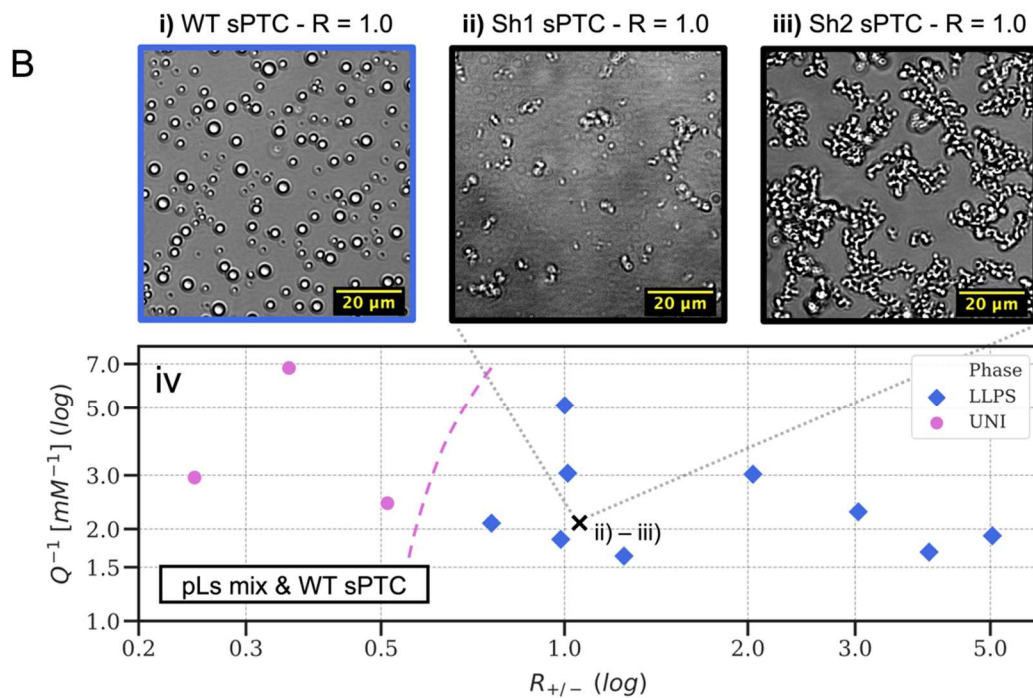 i) WT sPTC - R = 1.0
ii) Sh1 sPTC - R = 1.0
iii) Sh2 sPTC - R = 1.0
B
20 µm
20 µm
20 µm
iv
Phase
LLPS
UNI
7.0
5.0
3.0
2.0
1.5
1.0
Q⁻¹ [mM⁻¹] (log)
ii) – iii)
pLs mix & WT sPTC
0.2
0.3
0.5
1.0
2.0
3.0
5.0
R+/− (log)